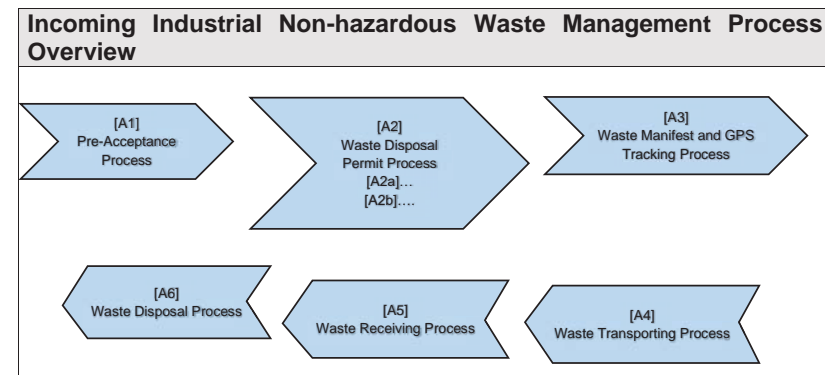 Incoming Industrial Non-hazardous Waste Management Process
Overview
[A1]
Pre-Acceptance
Process
[A2]
Waste Disposal
Permit Process
[A2a]...
[A2b]....
[A3]
Waste Manifest and GPS
Tracking Process
[A6]
Waste Disposal Process
[A5]
Waste Receiving Process
[A4]
Waste Transporting Process